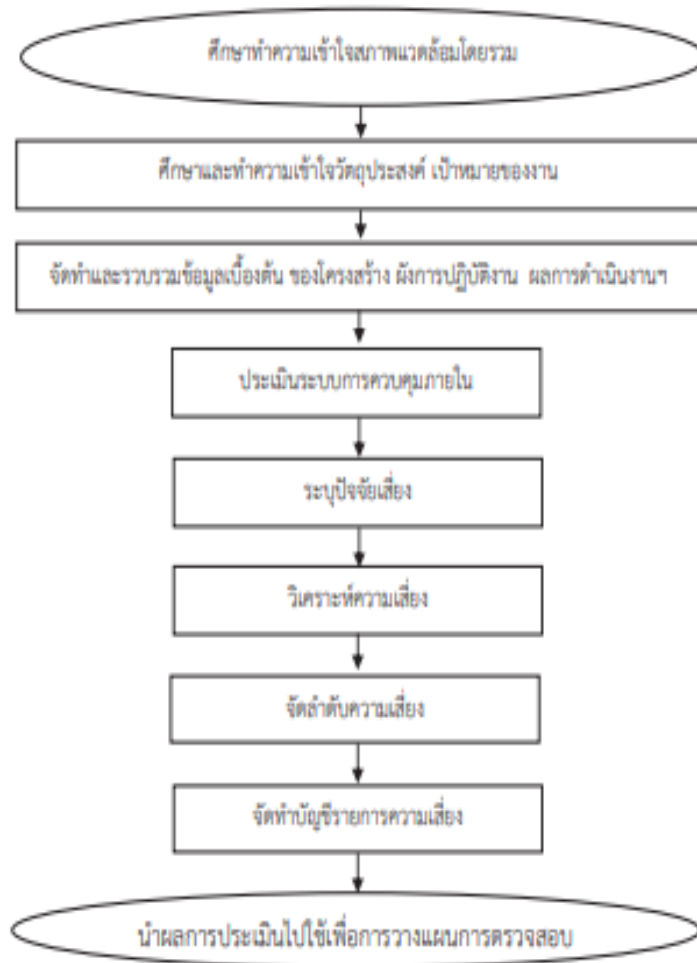 ศึกษาทำความเข้าใจสภาพแวดล้อมโดยรวม
ศึกษาและทำความเข้าใจวัตถุประสงค์ เป้าหมายของงาน
จัดทำและรวบรวมข้อมูลเบื้องต้น ของโครงสร้าง ผังการปฏิบัติงาน ผลการดำเนินงานฯ
ประเมินระบบการควบคุมภายใน
ระบุปัจจัยเสี่ยง
วิเคราะห์ความเสี่ยง
จัดลำดับความเสี่ยง
จัดทำบัญชีรายการความเสี่ยง
นำผลการประเมินไปใช้เพื่อการวางแผนการตรวจสอบ